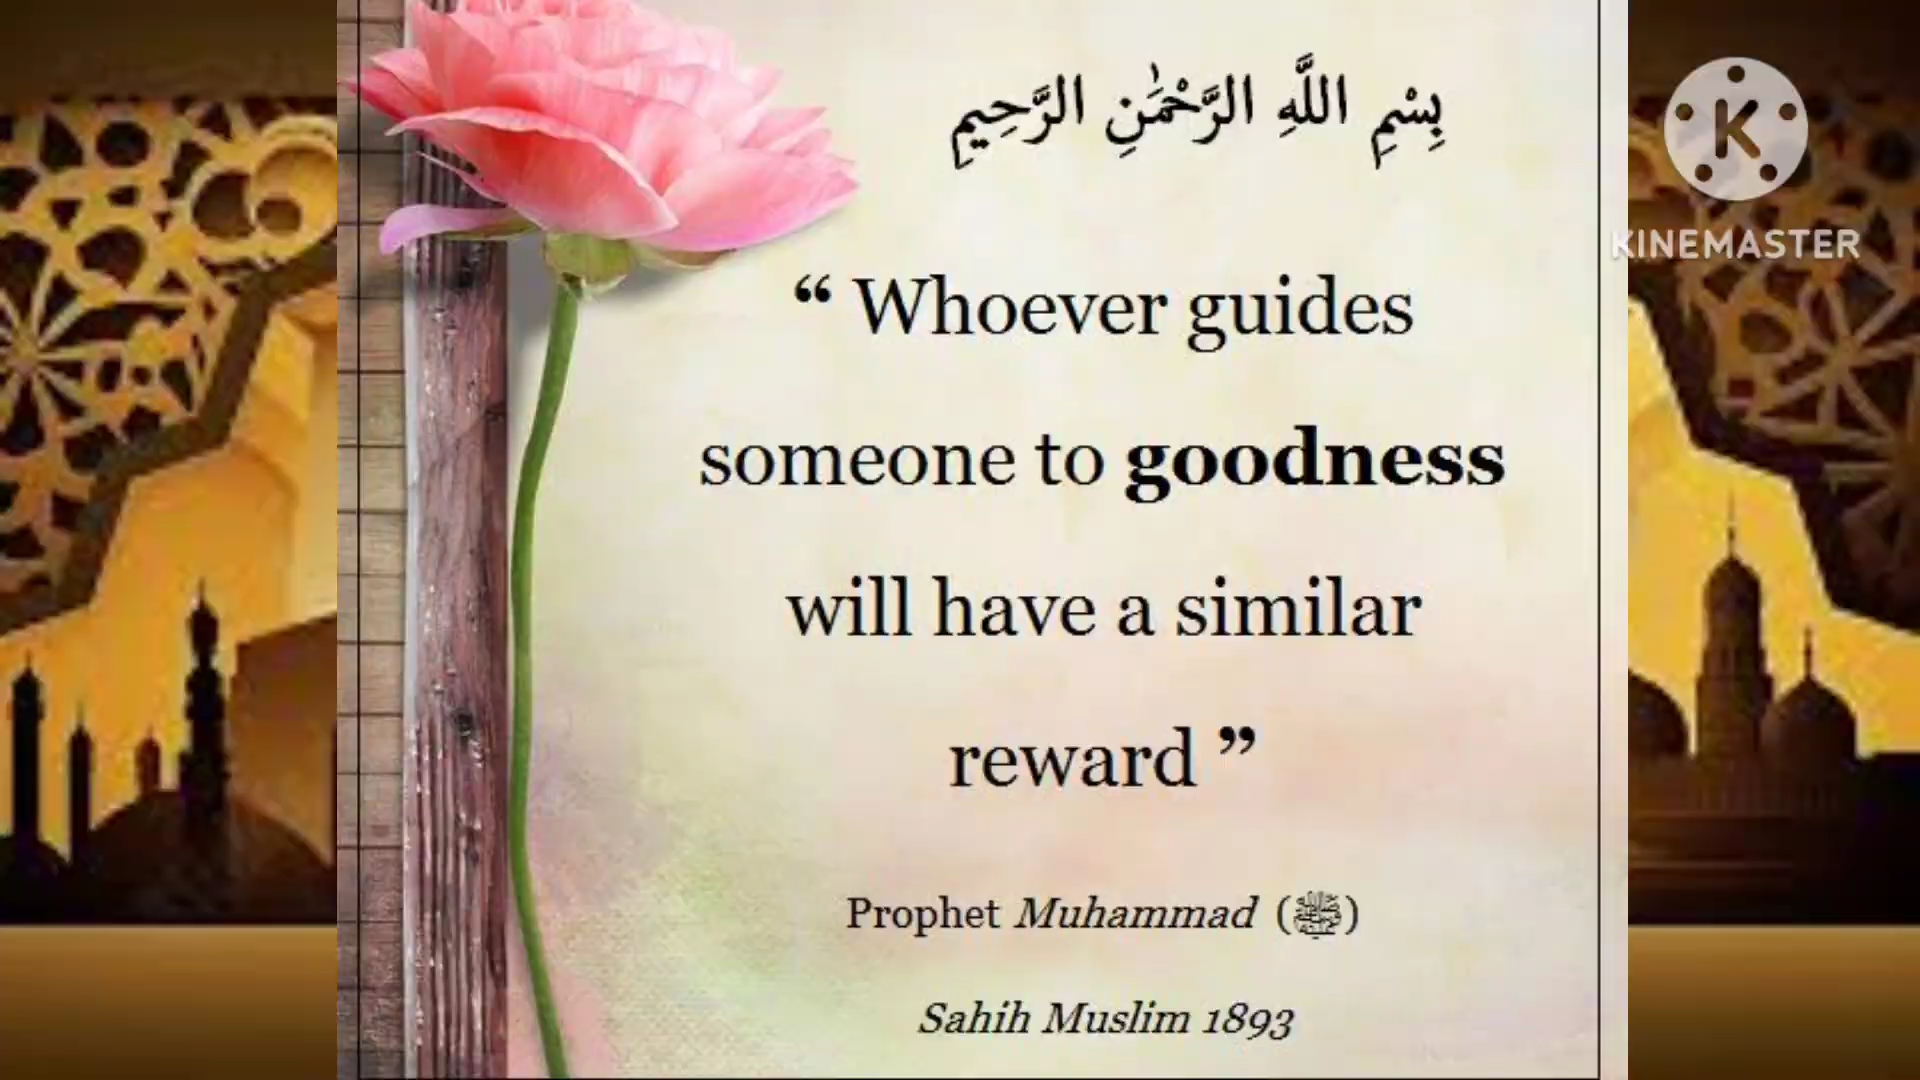 بِسْمِ اللَّهِ الرَّحْمَٰنِ الرَّحِيمِ
KINEMASTER
“ Whoever guides
someone to goodness
will have a similar
reward ”
Prophet Muhammad (ﷺ)
Sahih Muslim 1893